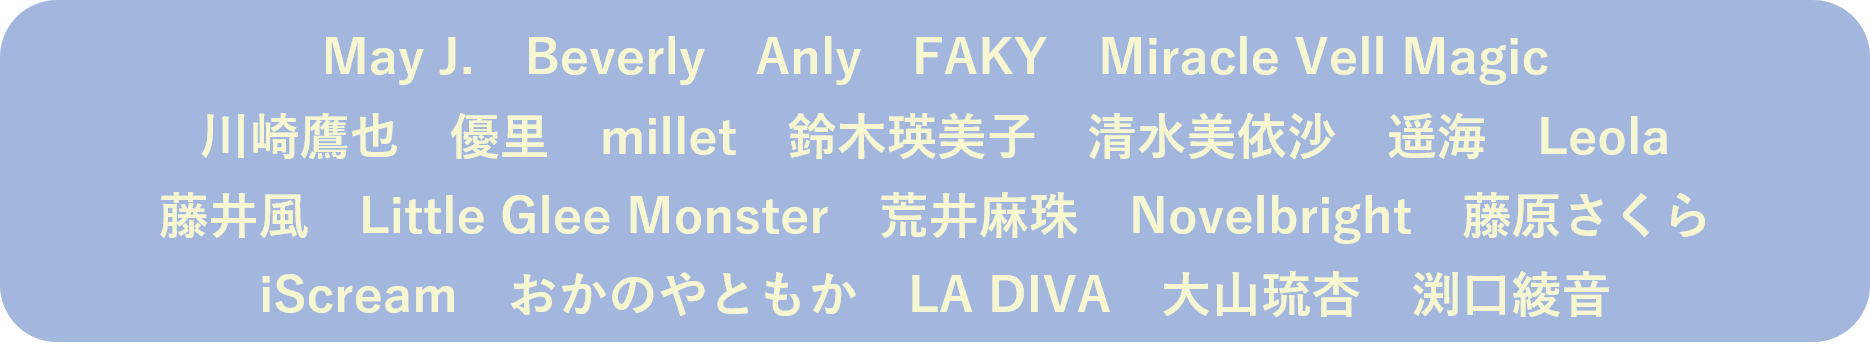 May J.　Beverly　Anly　FAKY　Miracle Vell Magic
川崎鷹也　優里　millet　鈴木瑛美子　清水美依沙　遥海　Leola
藤井風　Little Glee Monster　荒井麻珠　Novelbright　藤原さくら
iScream　おかのやともか　LA DIVA　大山琉杏　渕口綾音